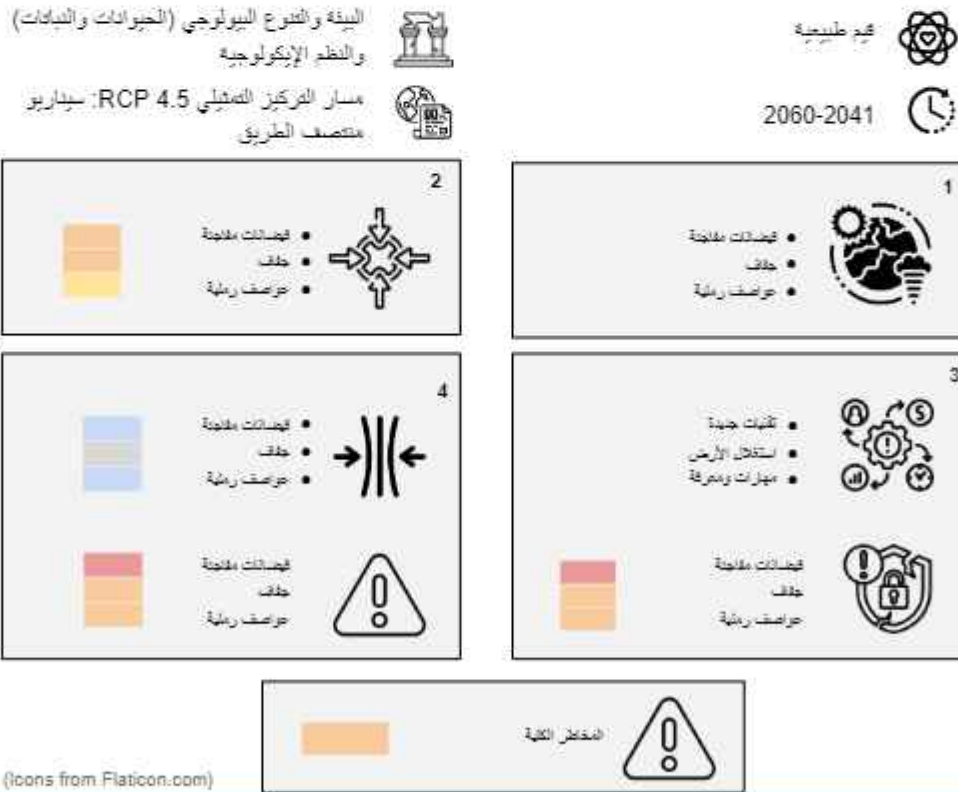 قيم طبيعية
البيئة والتنوع البيولوجي (الحيوانات والنباتات)
والنظم الإيكولوجية
2060-2041
مسار التركيز التمثيلي RCP 4.5: سيناريو
منتصف الطريق
1
• فيضانات مفاجئة
• جفاف
• عواصف رملية
2
• فيضانات مفاجئة
• جفاف
• عواصف رملية
3
• تقنيات جديدة
• استغلال الأرض
• مهارات ومعرفة
فيضانات مفاجئة
جفاف
عواصف رملية
4
• فيضانات مفاجئة
• جفاف
• عواصف رملية
فيضانات مفاجئة
جفاف
عواصف رملية
المخاطر الكلية
(Icons from Flaticon.com)